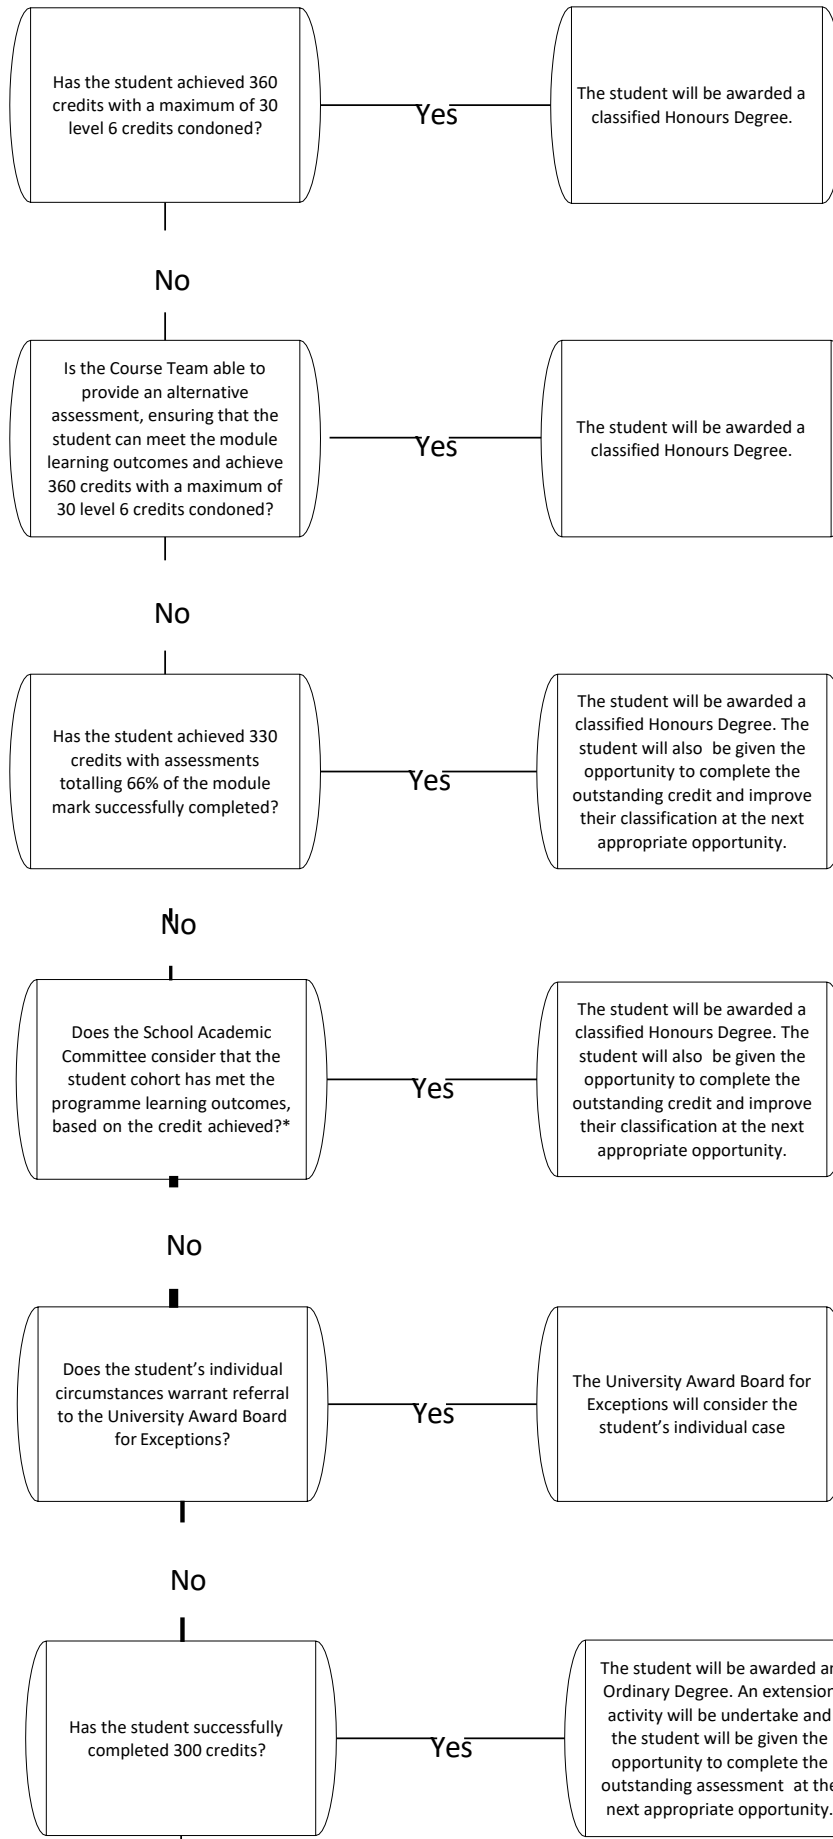 Has the student achieved 360
credits with a maximum of 30
level 6 credits condoned?
Yes
The student will be awarded a
classified Honours Degree.
No
Is the Course Team able to
provide an alternative
assessment, ensuring that the
student can meet the module
learning outcomes and achieve
360 credits with a maximum of
30 level 6 credits condoned?
Yes
The student will be awarded a
classified Honours Degree.
No
Has the student achieved 330
credits with assessments
totalling 66% of the module
mark successfully completed?
Yes
The student will be awarded a
classified Honours Degree. The
student will also  be given the
opportunity to complete the
outstanding credit and improve
their classification at the next
appropriate opportunity.
No
Does the School Academic
Committee consider that the
student cohort has met the
programme learning outcomes,
based on the credit achieved?*
Yes
The student will be awarded a
classified Honours Degree. The
student will also  be given the
opportunity to complete the
outstanding credit and improve
their classification at the next
appropriate opportunity.
No
Does the student’s individual
circumstances warrant referral
to the University Award Board
for Exceptions?
Yes
The University Award Board for
Exceptions will consider the
student’s individual case
No
Has the student successfully
completed 300 credits?
Yes
The student will be awarded an
Ordinary Degree. An extension
activity will be undertake and
the student will be given the
opportunity to complete the
outstanding assessment  at the
next appropriate opportunity.